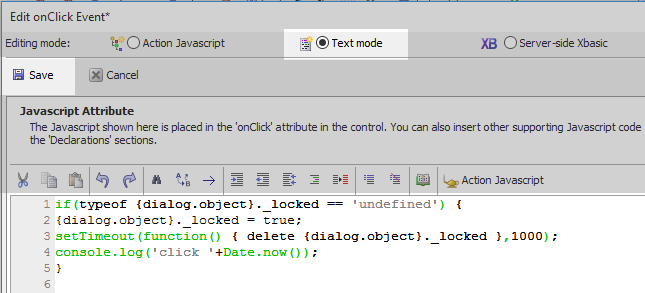 Edit onClick Event*
Editing mode: Action Javascript Text mode XB Server-side Xbasic
Save Cancel
Javascript Attribute
The Javascript shown here is placed in the 'onClick' attribute in the control. You can also insert other supporting Javascript code
the 'Declarations' sections.
Action Javascript
1 if(typeof {dialog.object}._locked == 'undefined') {
2 {dialog.object}._locked = true;
3 setTimeout(function() { delete {dialog.object}._locked },1000);
4 console.log('click '+Date.now());
5 }
6